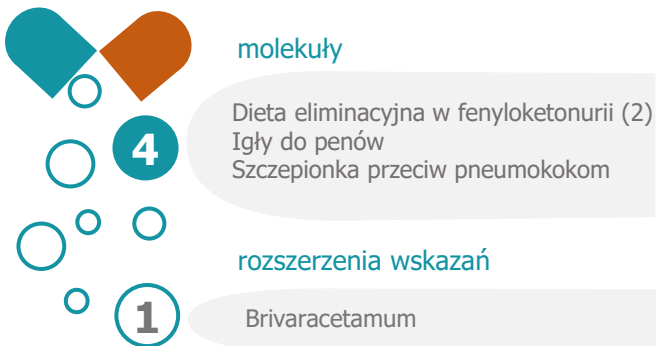 molekuły
4
Dieta eliminacyjna w fenyloketonurii (2)
Igły do penów
Szczepionka przeciw pneumokokom
rozszerzenia wskazań
1
Brivaracetamum